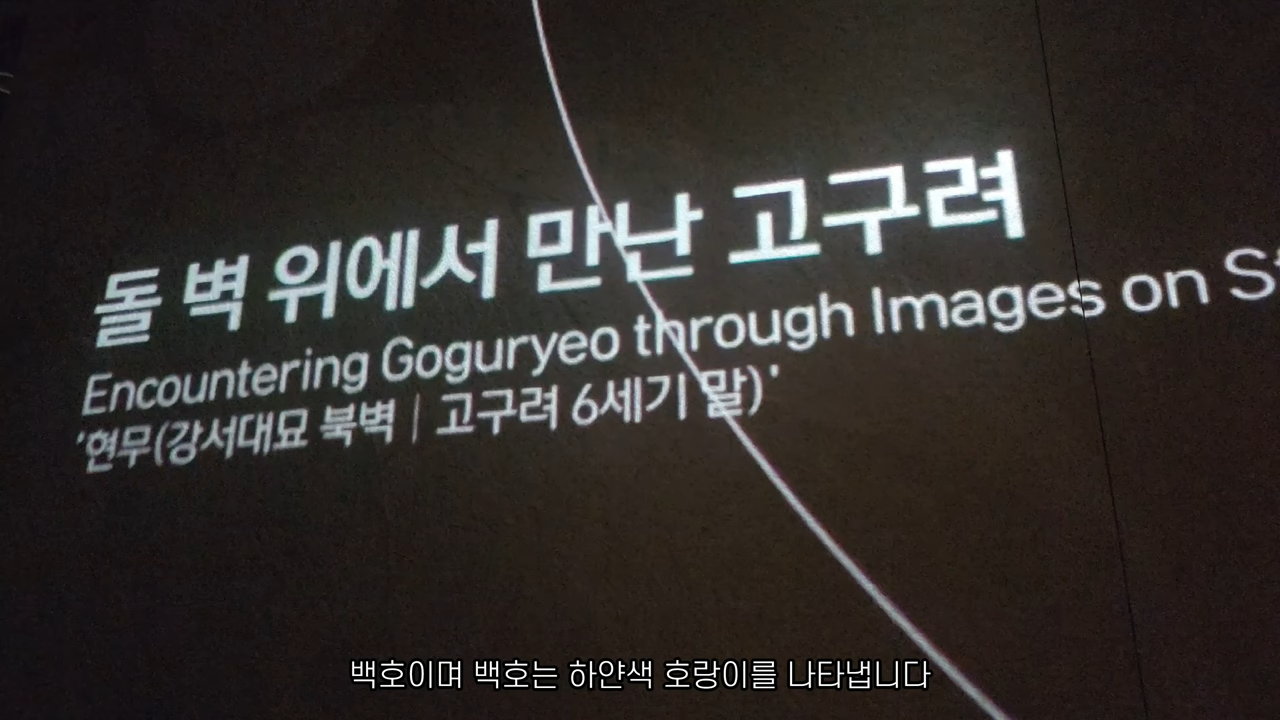 돌 벽 위에서 만난 고구려
Encountering Goguryeo through Images on
'현무(강서대묘 북벽 | 고구려 6세기 말)'
백호이며 백호는 하얀색 호랑이를 나타냅니다